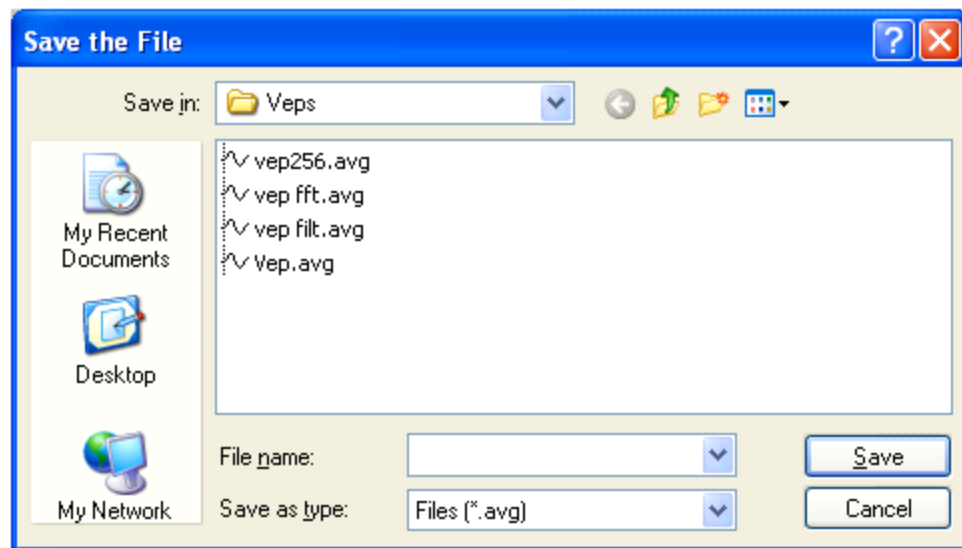 Save the File
Save in: Veps
vep256.avg
vep fft.avg
vep filt.avg
Vep.avg
My Recent
Documents
Desktop
My Network
File name:
Save
Save as type: Files (*.avg)
Cancel